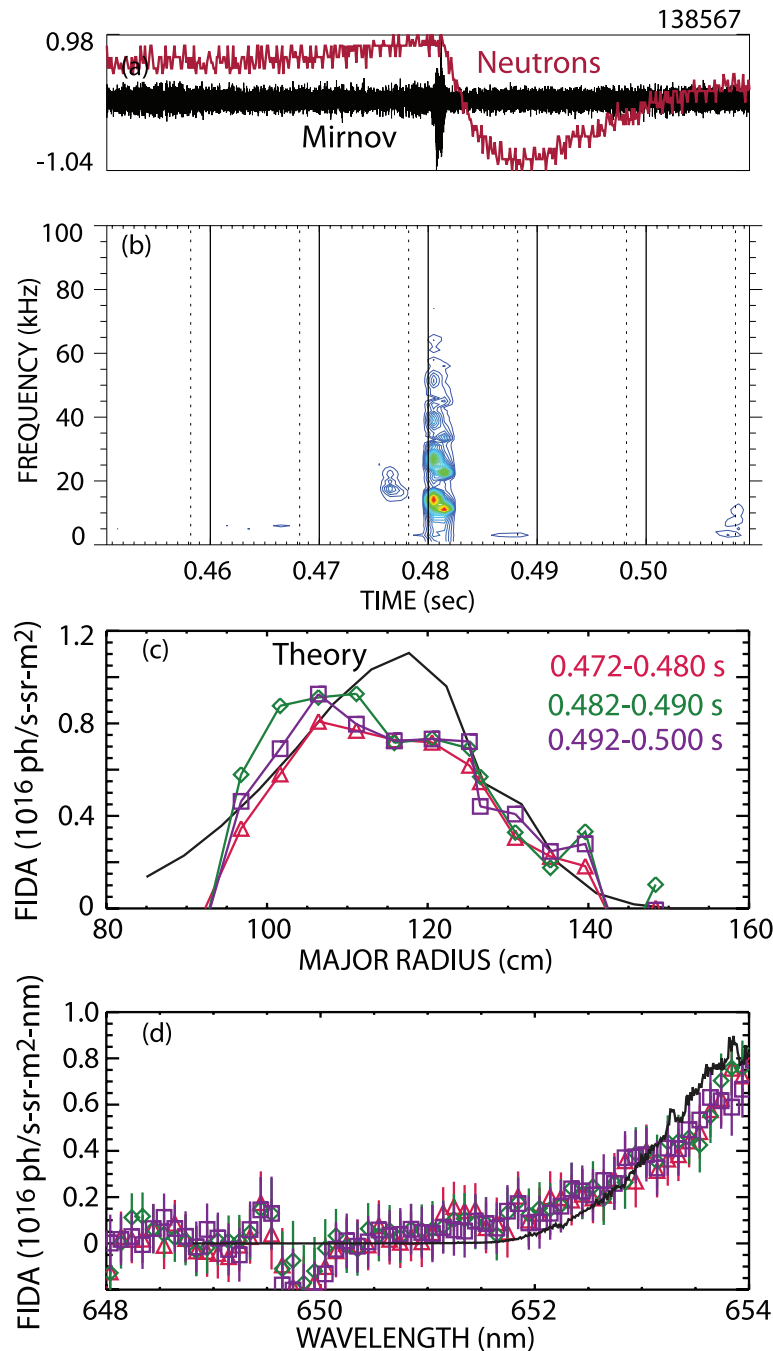 138567
0.98
(a)
Neutrons
Mirnov
-1.04
(b)
100
80
60
40
20
0
FREQUENCY (kHz)
0.46 0.47 0.48 0.49 0.50
TIME (sec)
(c)
Theory
0.472-0.480 s
0.482-0.490 s
0.492-0.500 s
1.2
0.8
0.4
0
FIDA (10¹⁶ ph/s-sr-m²)
80 100 120 140 160
MAJOR RADIUS (cm)
(d)
1.0
0.8
0.6
0.4
0.2
0
FIDA (10¹⁶ ph/s-sr-m²-nm)
648 650 652 654
WAVELENGTH (nm)